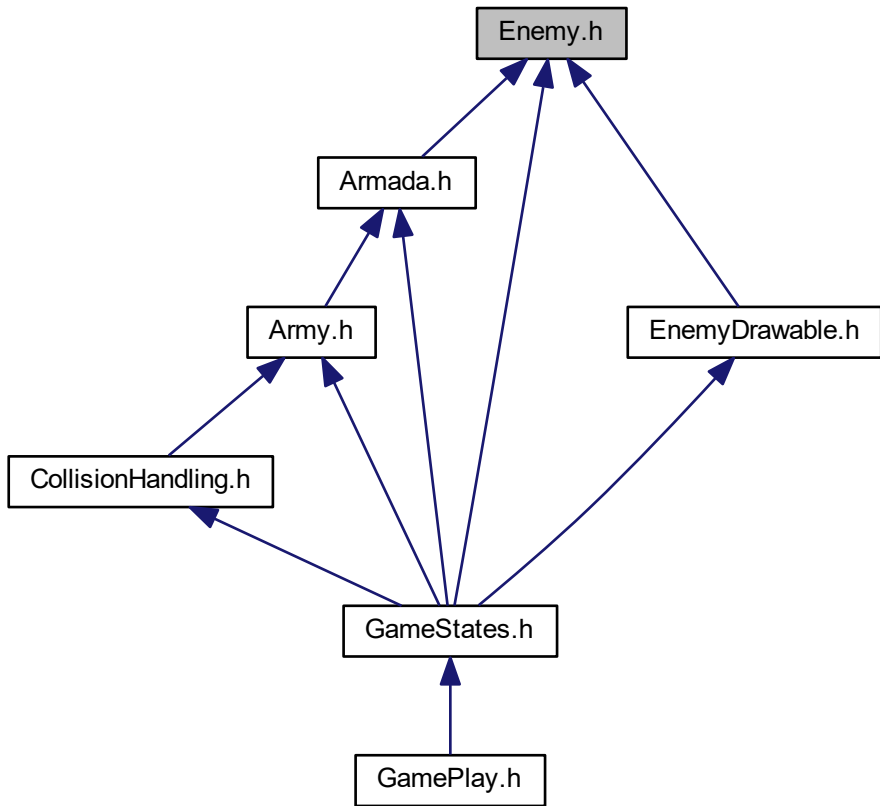 Enemy.h
Armada.h
Army.h
EnemyDrawable.h
CollisionHandling.h
GameStates.h
GamePlay.h